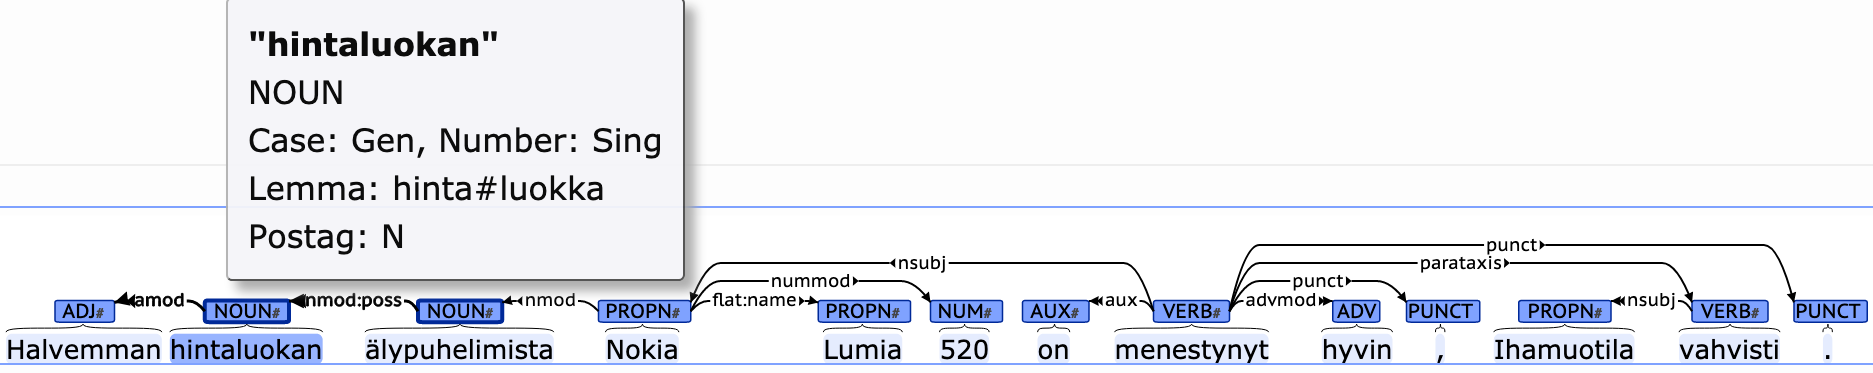 "hintaluokan"
NOUN
Case: Gen, Number: Sing
Lemma: hinta#luokka
Postag: N
punct
nsubj parataxis
nummod punct
amod nmod:poss nmod flat:name aux advmod nsubj
ADJ# NOUN# NOUN# PROPN# PROPN# NUM# AUX# VERB# ADV PUNCT PROPN# VERB# PUNCT
Halvemman hintaluokan älypuhelimista Nokia Lumia 520 on menestynyt hyvin , Ihamuotila vahvisti .